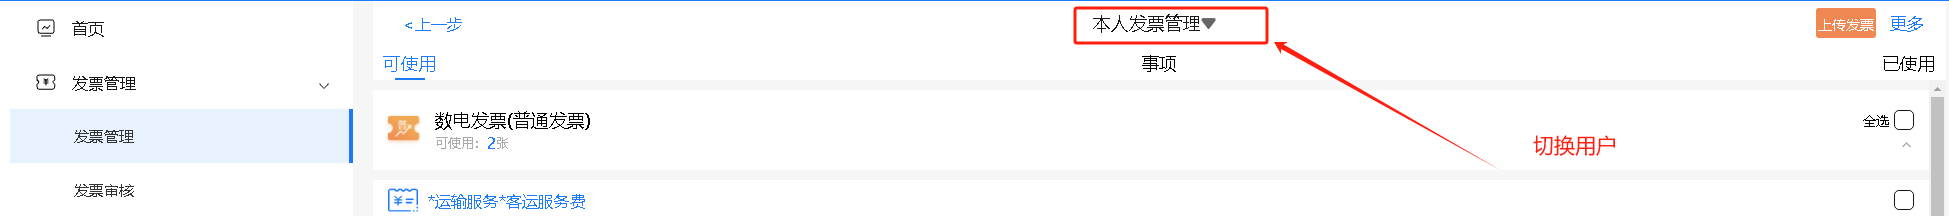 首页
发票管理
发票管理
发票审核
<上一步
本人发票管理▼
上传发票
更多
可使用
事项
已使用
数电发票(普通发票)
可使用：2张
全选
切换用户
*运输服务*客运服务费